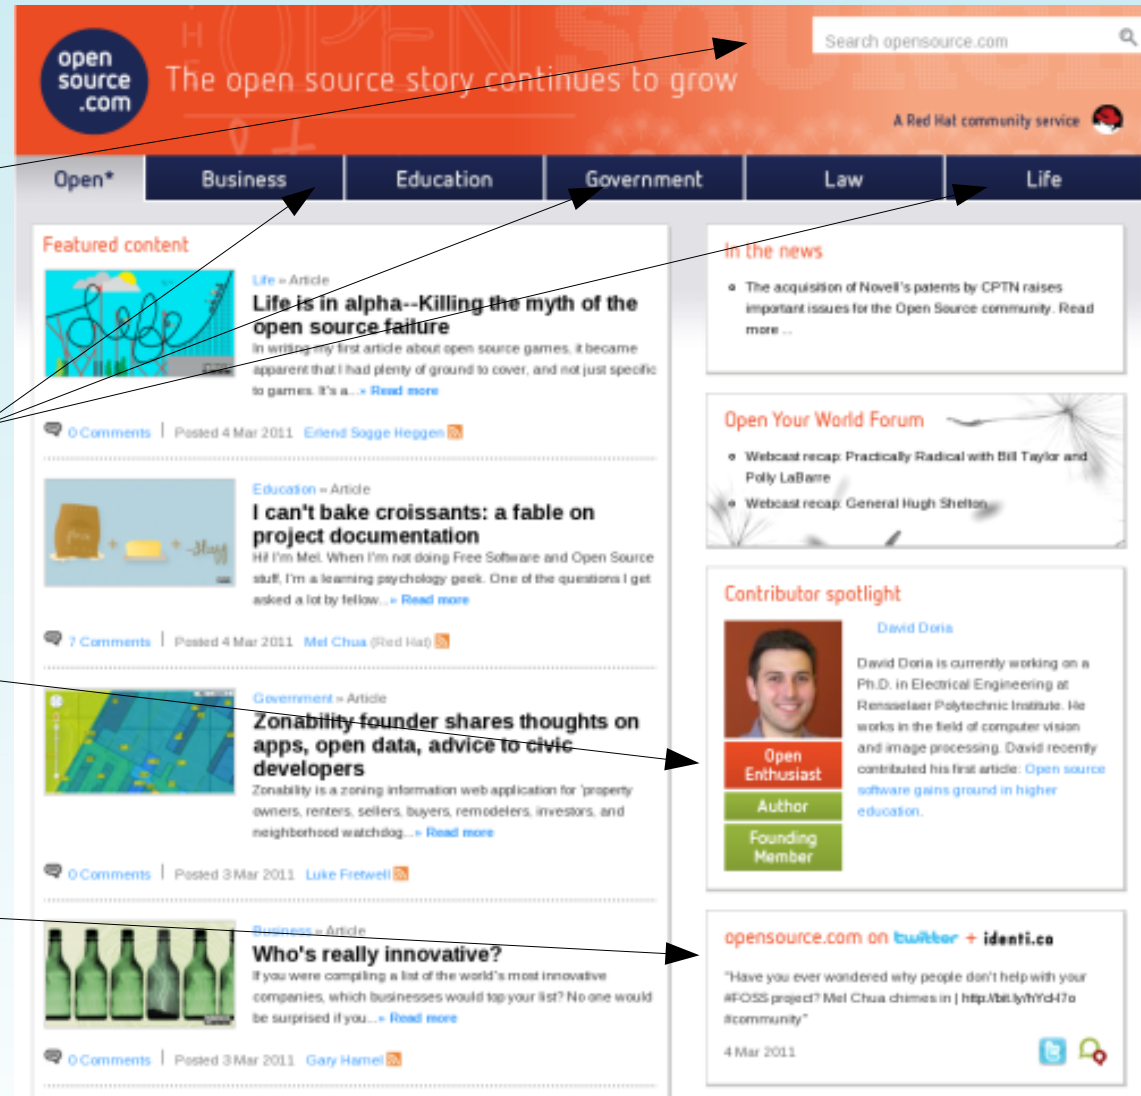 open
source
.com
The open source story continues to grow
Search opensource.com
A Red Hat community service
Open*
Business
Education
Government
Law
Life
Featured content
Life » Article
Life is in alpha--Killing the myth of the
open source failure
In writing my first article about open source games, it became
apparent that I had plenty of ground to cover, and not just specific
to games. It's a...» Read more
0 Comments | Posted 4 Mar 2011 Erlend Sogge Heggen
Education » Article
I can't bake croissants: a fable on
project documentation
Hi! I'm Mel. When I'm not doing Free Software and Open Source
stuff, I'm a learning psychology geek. One of the questions I get
asked a lot by fellow...» Read more
7 Comments | Posted 4 Mar 2011 Mel Chua (Red Hat)
Government » Article
Zonability founder shares thoughts on
apps, open data, advice to civic
developers
Zonability is a zoning information web application for 'property
owners, renters, sellers, buyers, remodelers, investors, and
neighborhood watchdog...» Read more
0 Comments | Posted 3 Mar 2011 Luke Fretwell
Business » Article
Who's really innovative?
If you were compiling a list of the world's most innovative
companies, which businesses would top your list? No one would
be surprised if you...» Read more
0 Comments | Posted 3 Mar 2011 Gary Hamel
In the news
The acquisition of Novell's patents by CPTN raises
important issues for the Open Source community. Read
more ...
Open Your World Forum
Webcast recap: Practically Radical with Bill Taylor and
Polly LaBarre
Webcast recap: General Hugh Shelton
Contributor spotlight
David Doria
David Doria is currently working on a
Ph.D. in Electrical Engineering at
Rensselaer Polytechnic Institute. He
works in the field of computer vision
and image processing. David recently
contributed his first article: Open source
software gains ground in higher
education.
Open
Enthusiast
Author
Founding
Member
opensource.com on twitter + identi.ca
"Have you ever wondered why people don't help with your
#FOSS project? Mel Chua chimes in |
#community"
4 Mar 2011